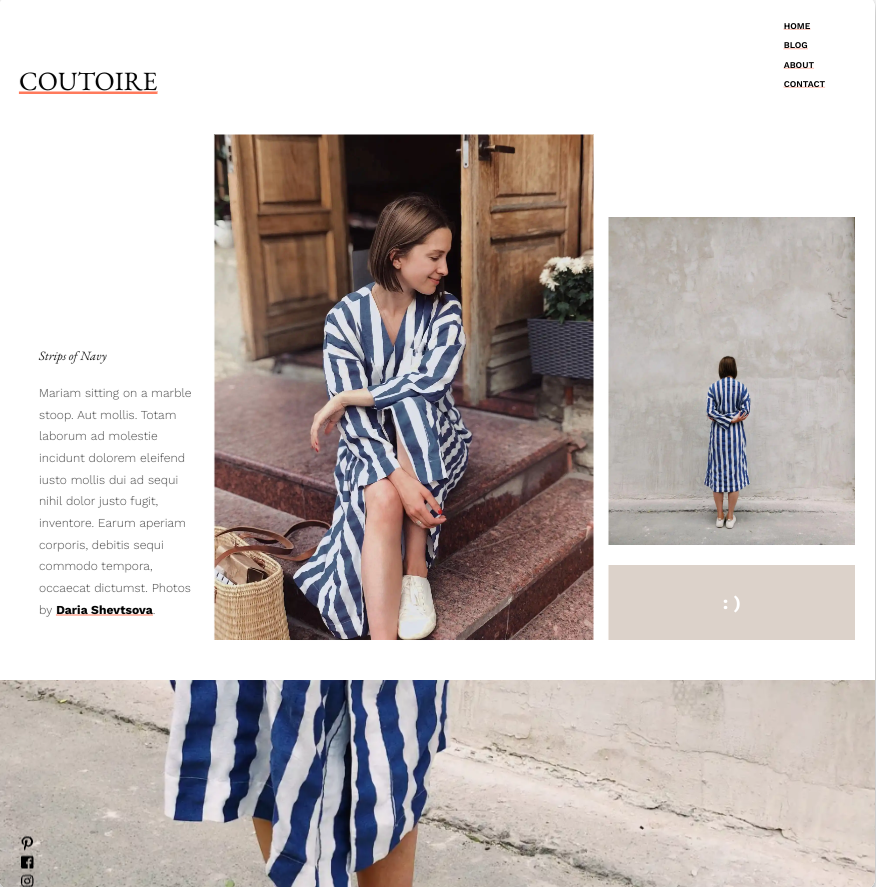 HOME
BLOG
ABOUT
CONTACT
COUTOIRE
Strips of Navy
Mariam sitting on a marble
stoop. Aut mollis. Totam
laborum ad molestie
incidunt dolorem eleifend
iusto mollis dui ad sequi
nihil dolor justo fugit,
inventore. Earum aperiam
corporis, debitis sequi
commodo tempora,
occaecat dictumst. Photos
by Daria Shevtsova.
: )